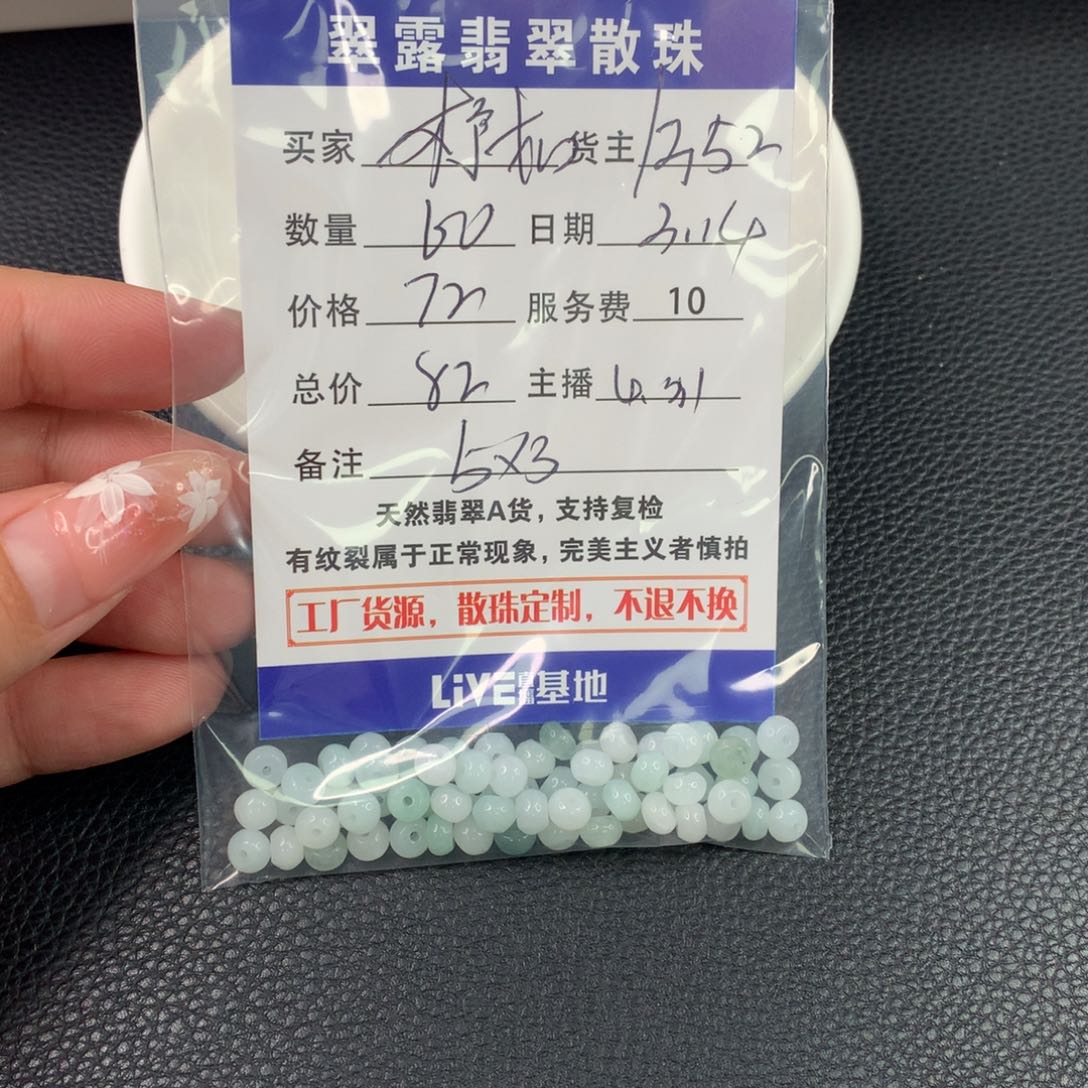 翠露翡翠散珠
买家 货主 1252
数量 60 日期 3.14
价格 72 服务费 10
总价 82 主播
备注 5x3
天然翡翠A货，支持复检
有纹裂属于正常现象，完美主义者慎拍
工厂货源，散珠定制，不退不换
LiVE直播基地